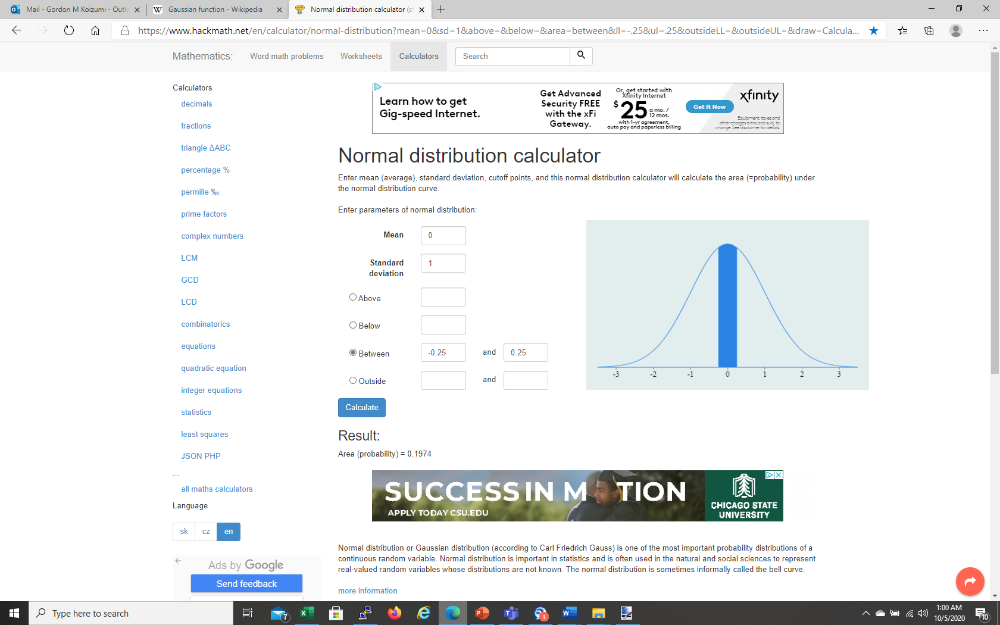 Mail - Gordon M Koizumi - Outl
Gaussian function - Wikipedia
Normal distribution calculator (st
https://www.hackmath.net/en/calculator/normal-distribution?mean=0&sd=1&above=&below=&area=between&ll=-.25&ul=.25&outsideLL=&outsideUL=&draw=Calcula...
Mathematics:
Word math problems
Worksheets
Calculators
Search
Calculators
decimals
fractions
triangle ΔABC
percentage %
permille ‰
prime factors
complex numbers
LCM
GCD
LCD
combinatorics
equations
quadratic equation
integer equations
statistics
least squares
JSON PHP
...
all maths calculators
Language
sk cz en
Ads by Google
Send feedback
Learn how to get
Gig-speed Internet.
Get Advanced
Security FREE
with the xFi
Gateway.
Or, get started with
Xfinity Internet
$25 a mo. /
12 mos.
with 1-yr agreement,
auto pay and paperless billing
Get It Now
xfinity
Equipment, taxes and
other charges extra, and subj. to
change. See disclaimer for details.
Normal distribution calculator
Enter mean (average), standard deviation, cutoff points, and this normal distribution calculator will calculate the area (=probability) under
the normal distribution curve.
Enter parameters of normal distribution:
Mean 0
Standard
deviation 1
Above
Below
Between -0.25 and 0.25
Outside and
-3 -2 -1 0 1 2 3
Calculate
Result:
Area (probability) = 0.1974
SUCCESS IN M TION
APPLY TODAY CSU.EDU
CHICAGO STATE
UNIVERSITY
Normal distribution or Gaussian distribution (according to Carl Friedrich Gauss) is one of the most important probability distributions of a
continuous random variable. Normal distribution is important in statistics and is often used in the natural and social sciences to represent
real-valued random variables whose distributions are not known. The normal distribution is sometimes informally called the bell curve.
more information
Type here to search
7
1
1:00 AM
10/5/2020
10